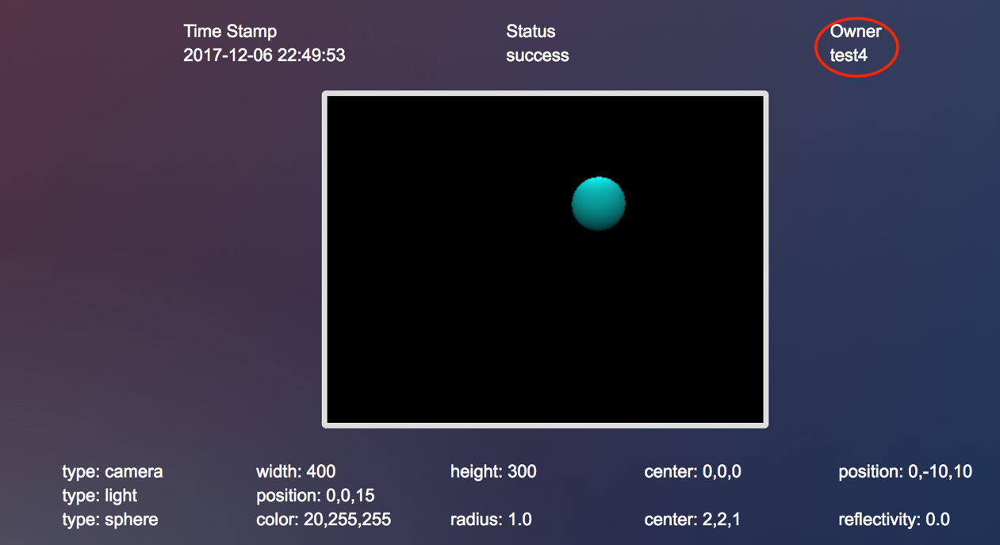 Time Stamp Status Owner
2017-12-06 22:49:53 success test4
type: camera width: 400 height: 300 center: 0,0,0 position: 0,-10,10
type: light position: 0,0,15
type: sphere color: 20,255,255 radius: 1.0 center: 2,2,1 reflectivity: 0.0